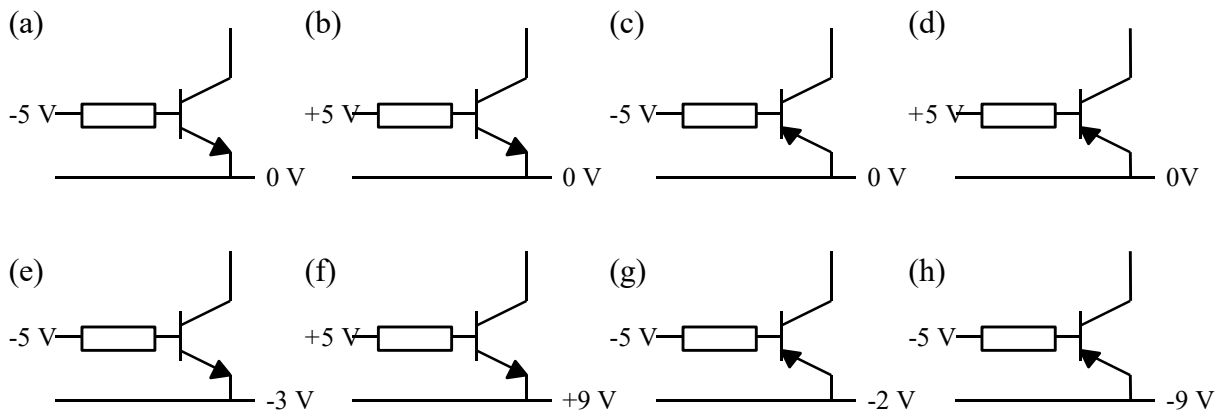 (a) (b) (c) (d)
-5 V +5 V -5 V +5 V
0 V 0 V 0 V 0V
(e) (f) (g) (h)
-5 V +5 V -5 V -5 V
-3 V +9 V -2 V -9 V